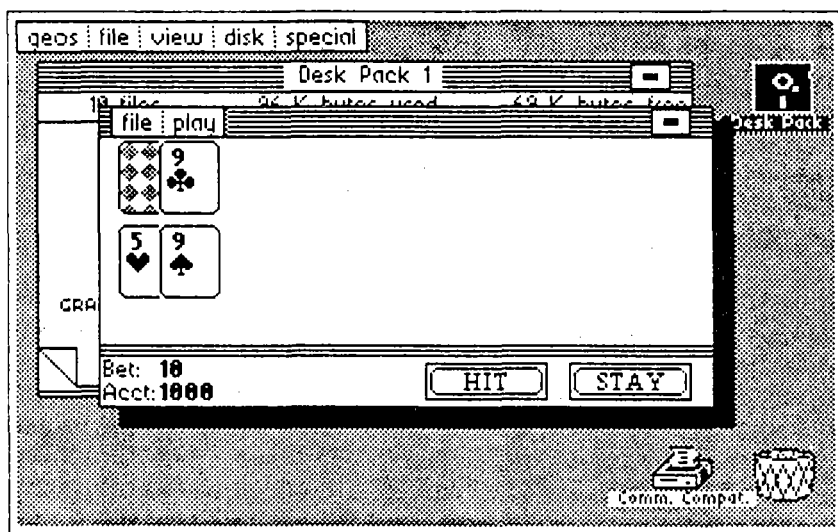 geos file view disk special
Desk Pack 1
Desk Pack
file play
9
5 9
GRA
Bet: 10
Acct: 1000
HIT STAY
Comm. Compat.